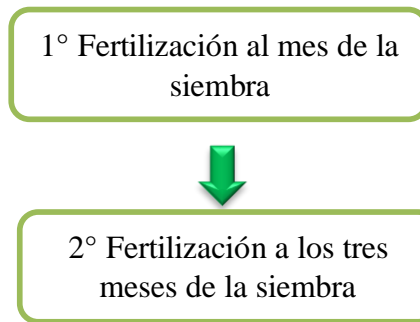 1° Fertilización al mes de la
siembra
2° Fertilización a los tres
meses de la siembra